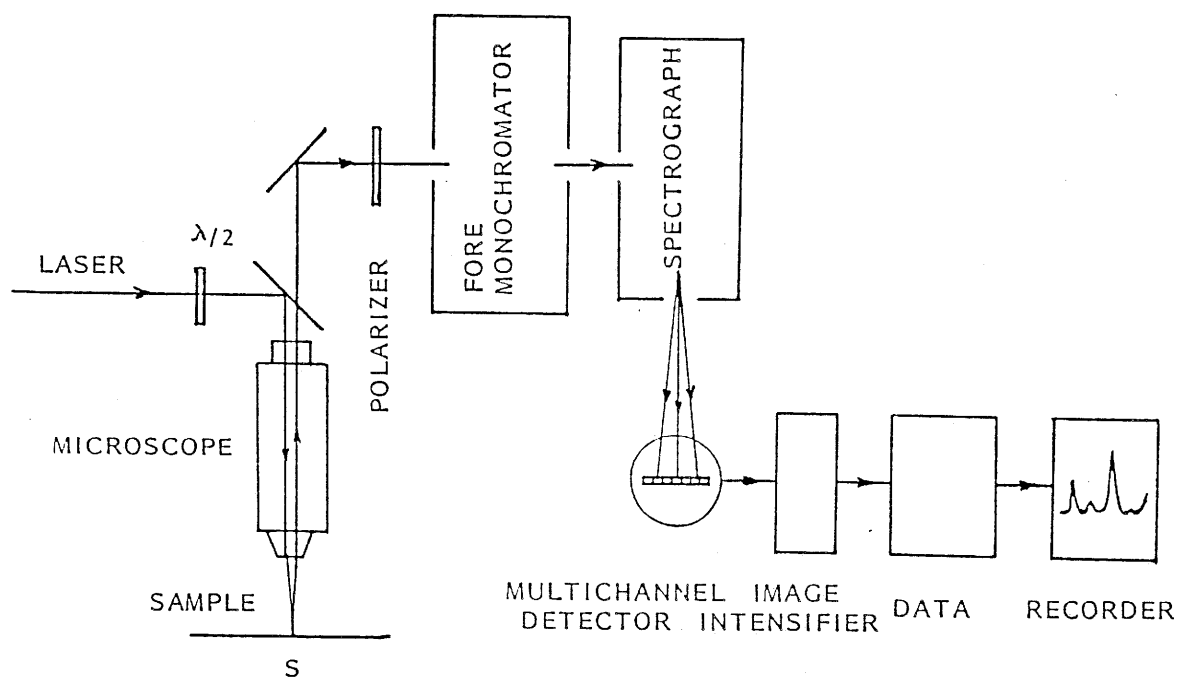 λ/2
LASER
MICROSCOPE
SAMPLE
S
POLARIZER
FORE
MONOCHROMATOR
SPECTROGRAPH
MULTICHANNEL IMAGE
DETECTOR INTENSIFIER
DATA
RECORDER